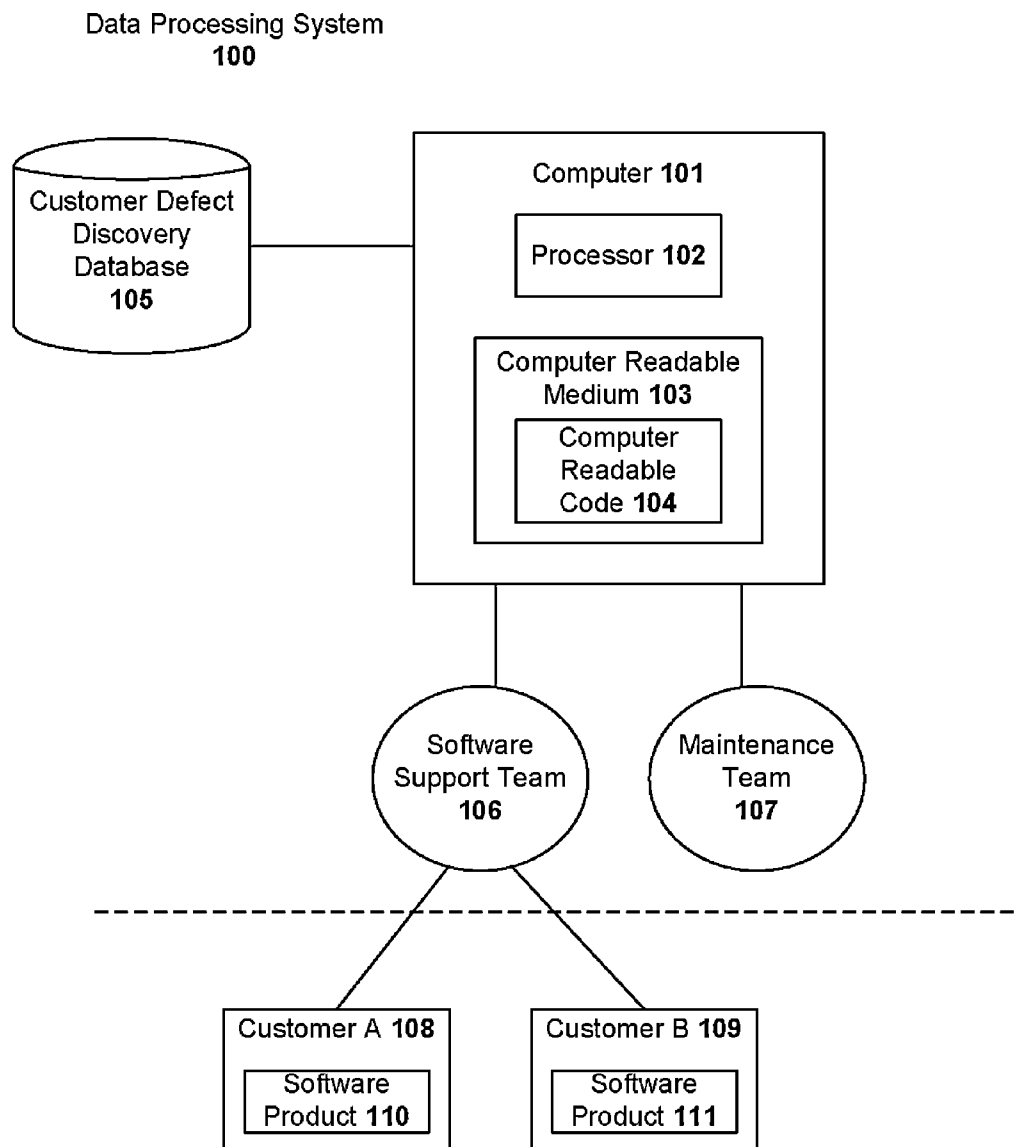 Data Processing System
100
Customer Defect
Discovery
Database
105
Computer 101
Processor 102
Computer Readable
Medium 103
Computer
Readable
Code 104
Software
Support Team
106
Maintenance
Team
107
Customer A 108
Software
Product 110
Customer B 109
Software
Product 111